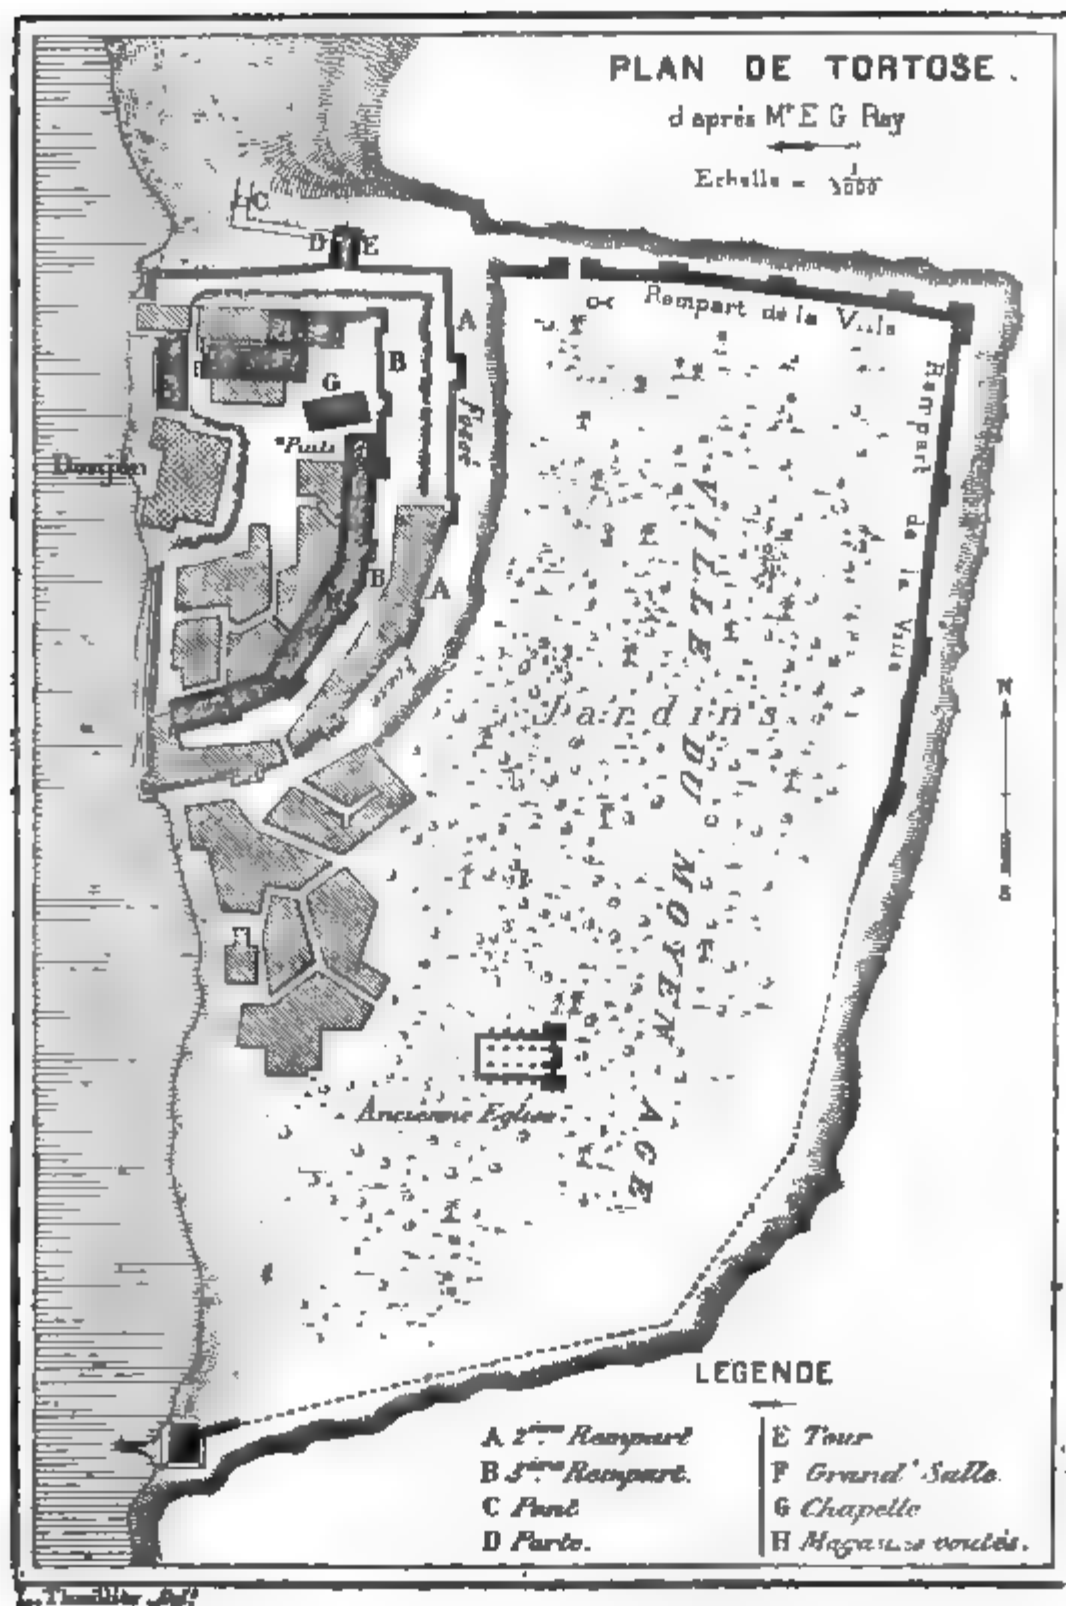 PLAN DE TORTOSE.
d'après Mr E G Rey
Echelle = 1/3000
C
D E
A
Rempart de la Ville
B
G
Fossé
Puits
Donjon
Rempart de la Ville
B
A
VILLE DU MOYEN AGE
Jardins
N
S
Ancienne Eglise.
LEGENDE
A 2ème Rempart
B 3ème Rempart.
C Pont
D Porte.
E Tour
F Grand' Salle.
G Chapelle
H Magasins voutés.